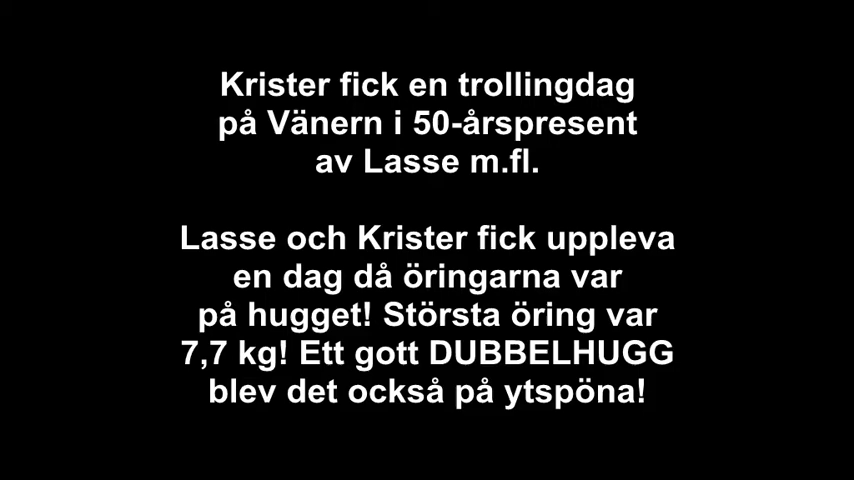 Krister fick en trollingdag
på Vänern i 50-årspresent
av Lasse m.fl.
Lasse och Krister fick uppleva
en dag då öringarna var
på hugget! Största öring var
7,7 kg! Ett gott DUBBELHUGG
blev det också på ytspöna!